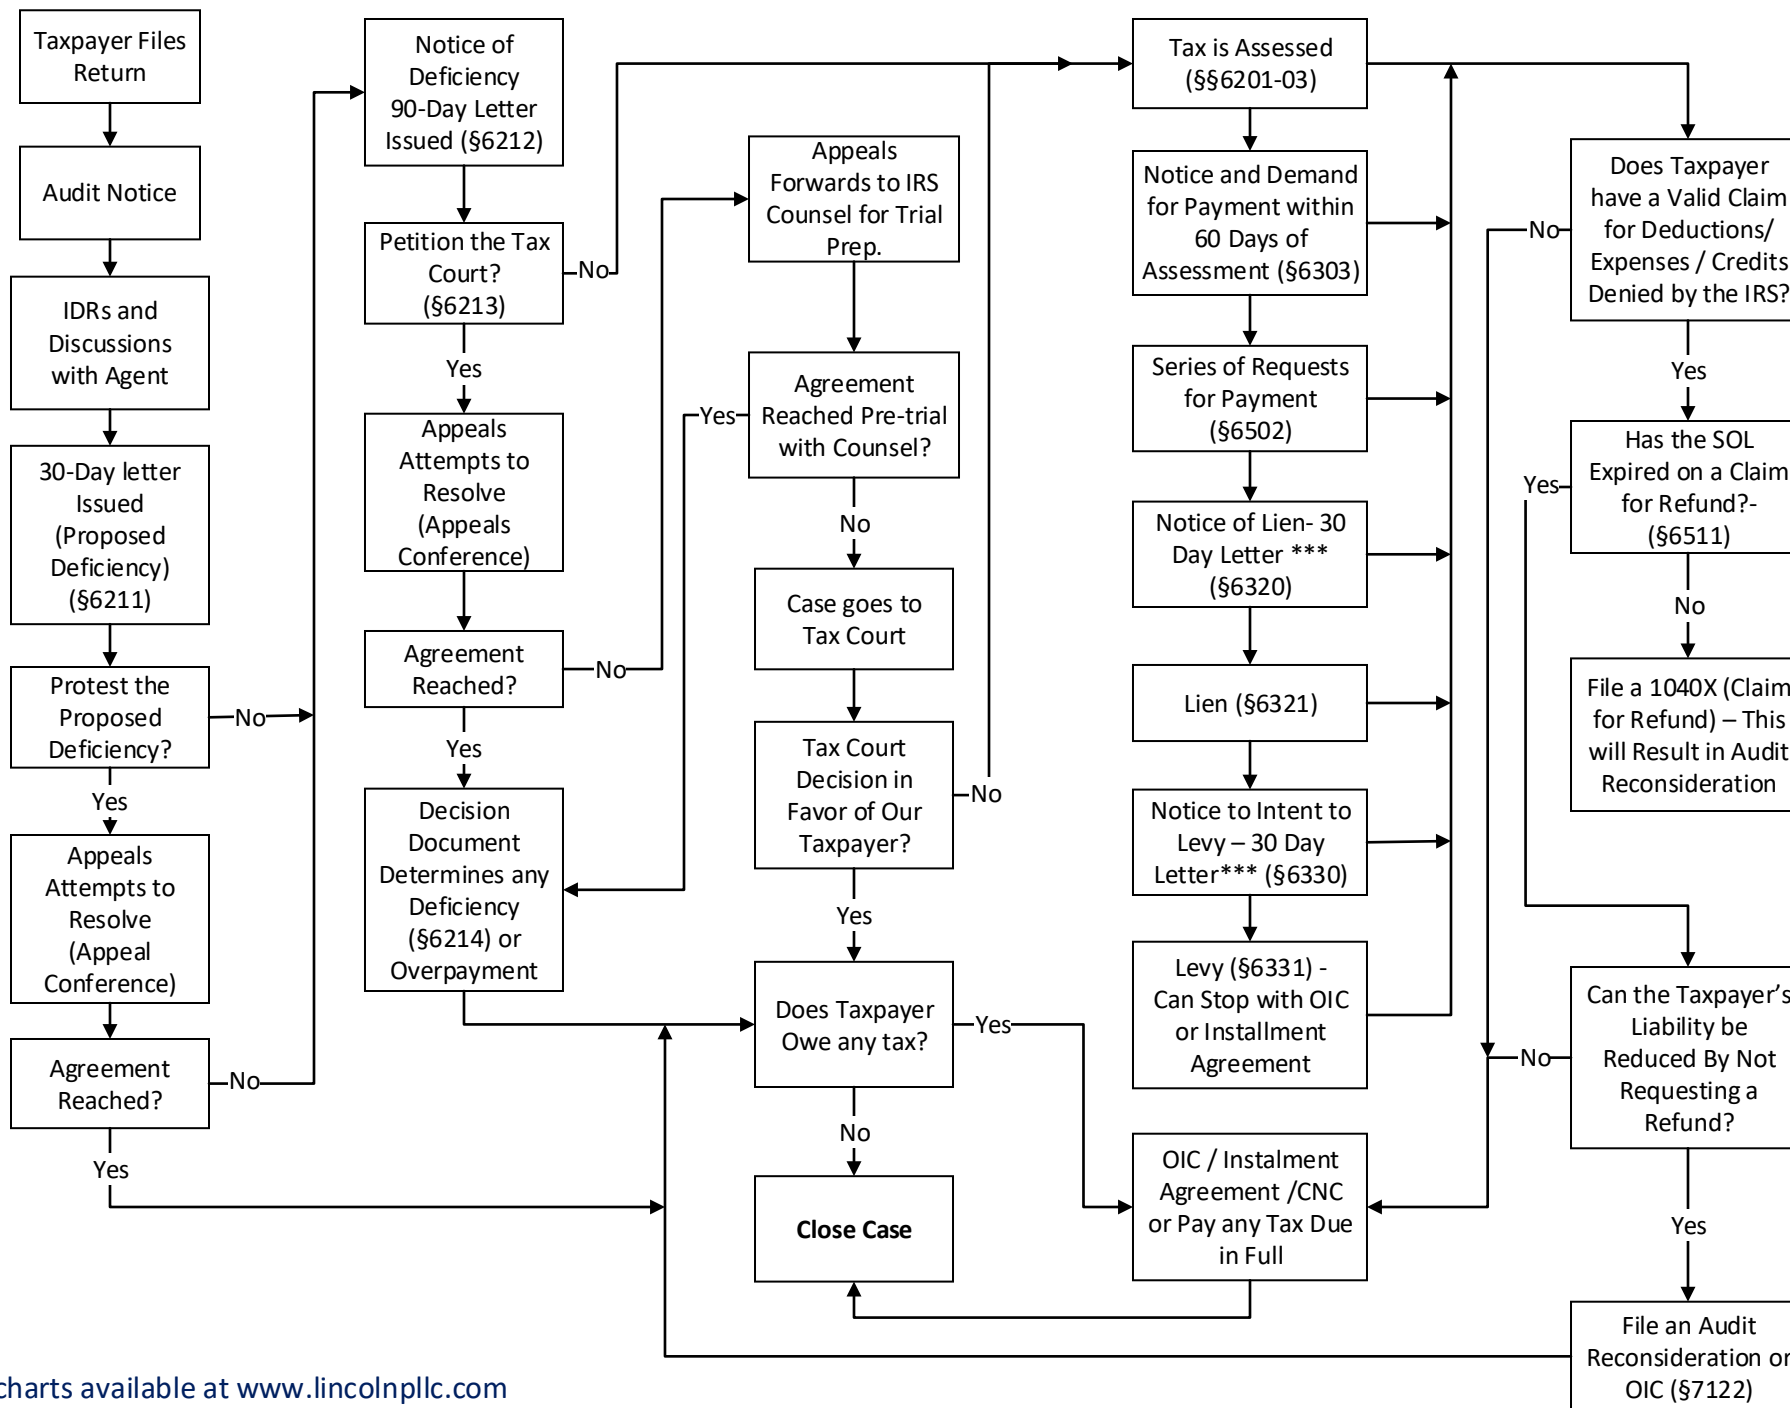 Taxpayer Files
Return
Audit Notice
IDRs and
Discussions
with Agent
30-Day letter
Issued
(Proposed
Deficiency)
(§6211)
Protest the
Proposed
Deficiency?
No
Yes
Appeals
Attempts to
Resolve
(Appeal
Conference)
Agreement
Reached?
No
Yes
Notice of
Deficiency
90-Day Letter
Issued (§6212)
Petition the Tax
Court?
(§6213)
No
Yes
Appeals
Attempts to
Resolve
(Appeals
Conference)
Agreement
Reached?
No
Yes
Decision
Document
Determines any
Deficiency
(§6214) or
Overpayment
Appeals
Forwards to IRS
Counsel for Trial
Prep.
Agreement
Reached Pre-trial
with Counsel?
Yes
No
Case goes to
Tax Court
Tax Court
Decision in
Favor of Our
Taxpayer?
No
Yes
Does Taxpayer
Owe any tax?
Yes
No
Close Case
Tax is Assessed
(§§6201-03)
Notice and Demand
for Payment within
60 Days of
Assessment (§6303)
Series of Requests
for Payment
(§6502)
Notice of Lien- 30
Day Letter ***
(§6320)
Lien (§6321)
Notice to Intent to
Levy – 30 Day
Letter*** (§6330)
Levy (§6331) -
Can Stop with OIC
or Installment
Agreement
OIC / Instalment
Agreement /CNC
or Pay any Tax Due
in Full
Does Taxpayer
have a Valid Claim
for Deductions/
Expenses / Credits
Denied by the IRS?
No
Yes
Has the SOL
Expired on a Claim
for Refund?-
(§6511)
Yes
No
File a 1040X (Claim
for Refund) – This
will Result in Audit
Reconsideration
Can the Taxpayer's
Liability be
Reduced By Not
Requesting a
Refund?
No
Yes
File an Audit
Reconsideration or
OIC (§7122)
charts available at www.lincolnpllc.com